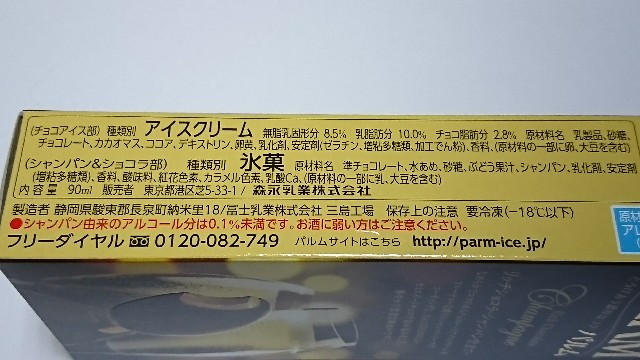 (チョコアイス部) 種類別 アイスクリーム 無脂乳固形分 8.5% 乳脂肪分 10.0% チョコ脂肪分 2.8% 原材料名 乳製品、砂糖、
チョコレート、カカオマス、ココア、デキストリン、卵黄、乳化剤、安定剤(ゼラチン、増粘多糖類、加工でん粉)、香料、(原材料の一部に卵、大豆を含む)
(シャンパン&ショコラ部) 種類別 氷菓 原材料名 準チョコレート、水あめ、砂糖、ぶどう果汁、シャンパン、乳化剤、安定剤
(増粘多糖類)、香料、酸味料、紅花色素、カラメル色素、乳酸Ca、(原材料の一部に乳、大豆を含む)
内容量 90ml 販売者 東京都港区芝5-33-1/ 森永乳業株式会社
製造者 静岡県駿東郡長泉町納米里18/冨士乳業株式会社 三島工場 保存上の注意 要冷凍(-18℃以下)
●シャンパン由来のアルコール分は0.1%未満です。お酒に弱い方はご注意ください。
フリーダイヤル 0120-082-749 パルムサイトはこちら http://parm-ice.jp/
原材
アレ
Champagne